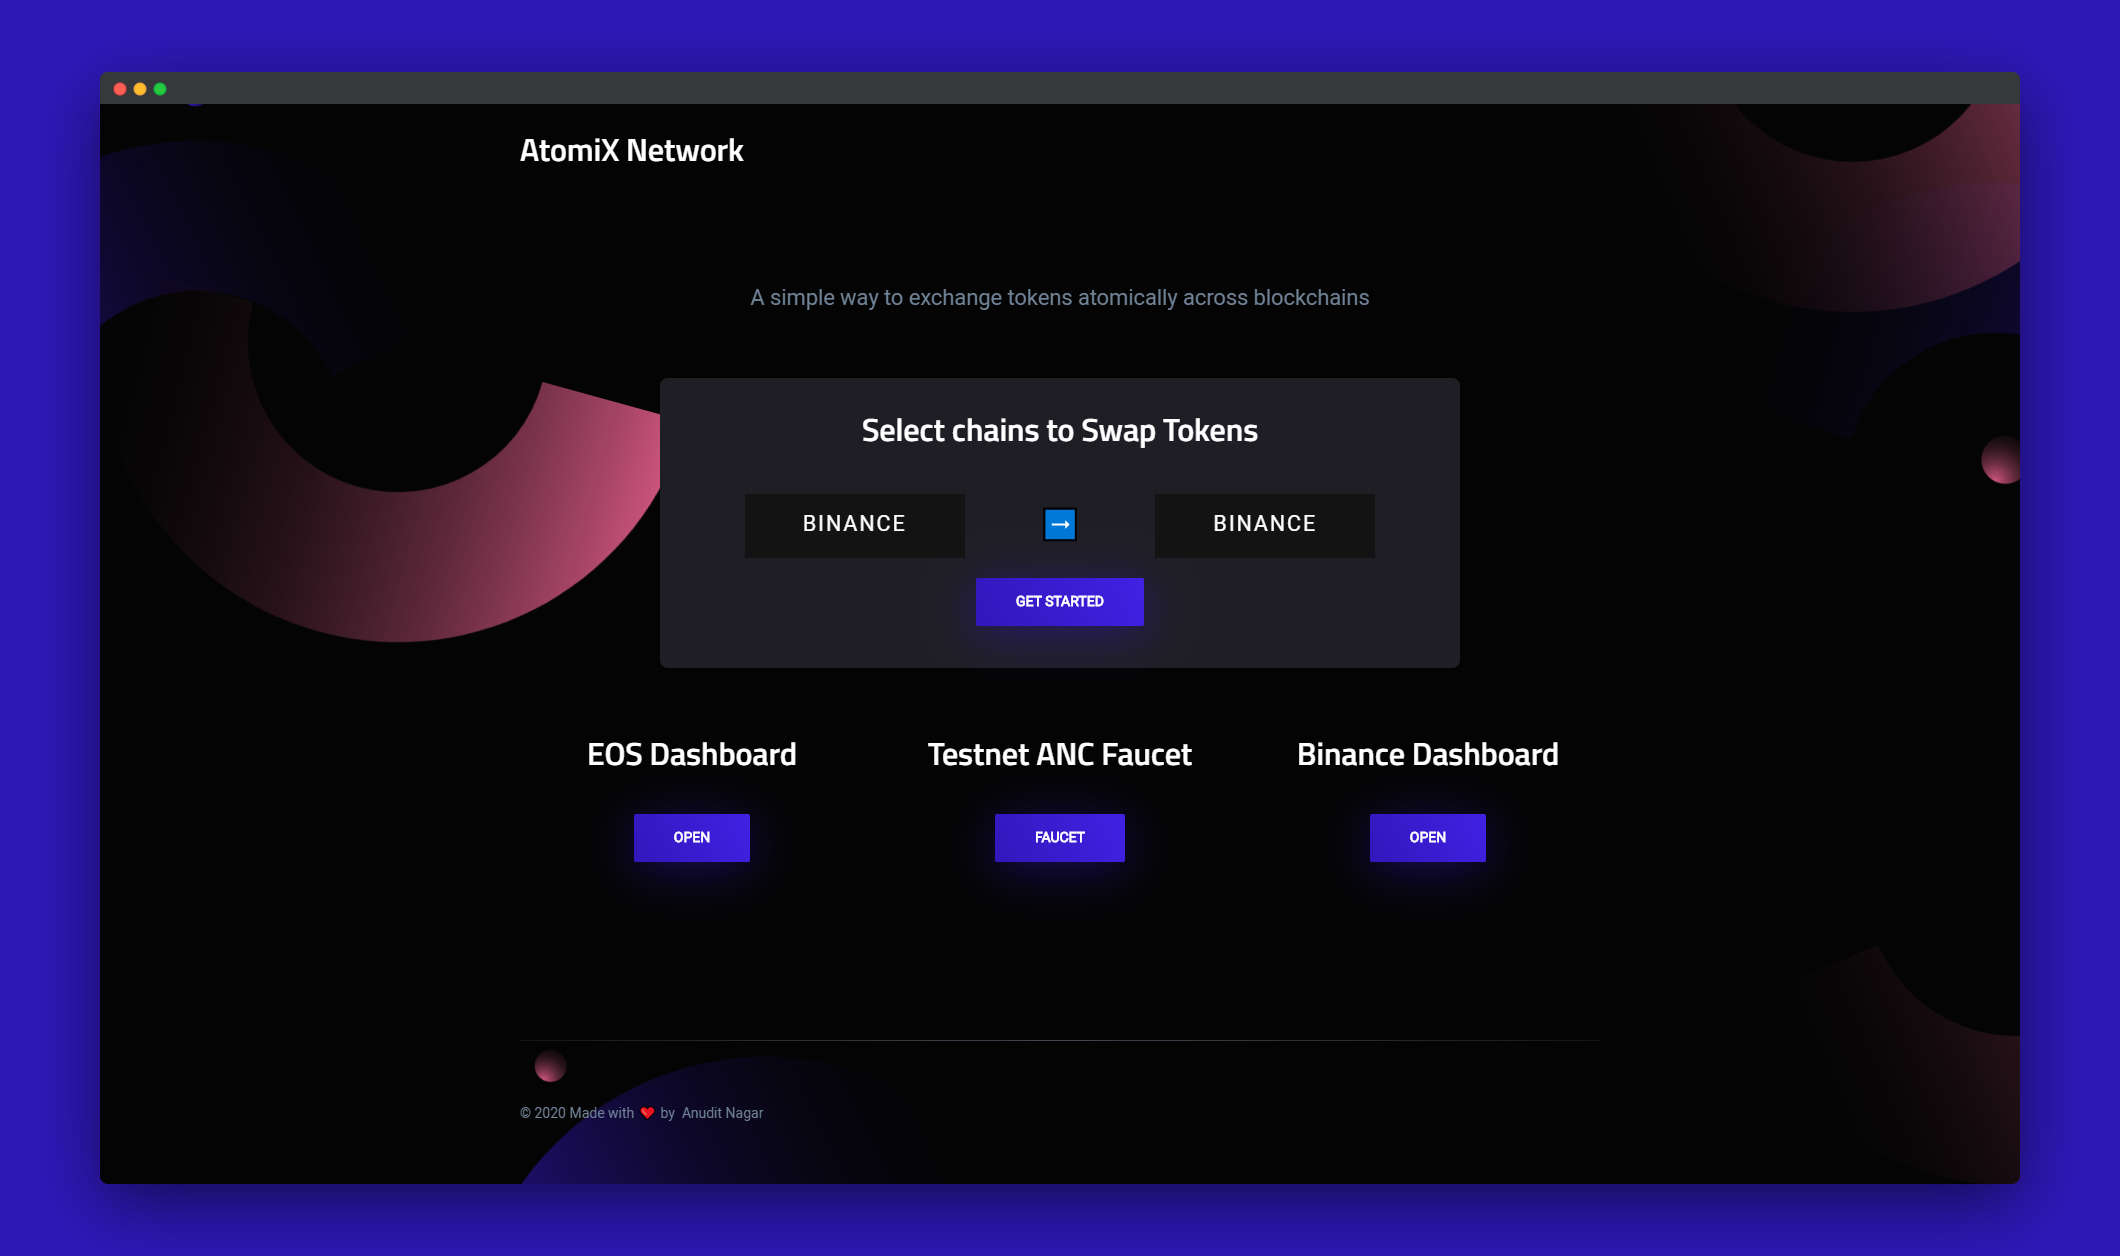 AtomiX Network
A simple way to exchange tokens atomically across blockchains
Select chains to Swap Tokens
BINANCE ➡ BINANCE
GET STARTED
EOS Dashboard Testnet ANC Faucet Binance Dashboard
OPEN FAUCET OPEN
© 2020 Made with ❤ by Anudit Nagar